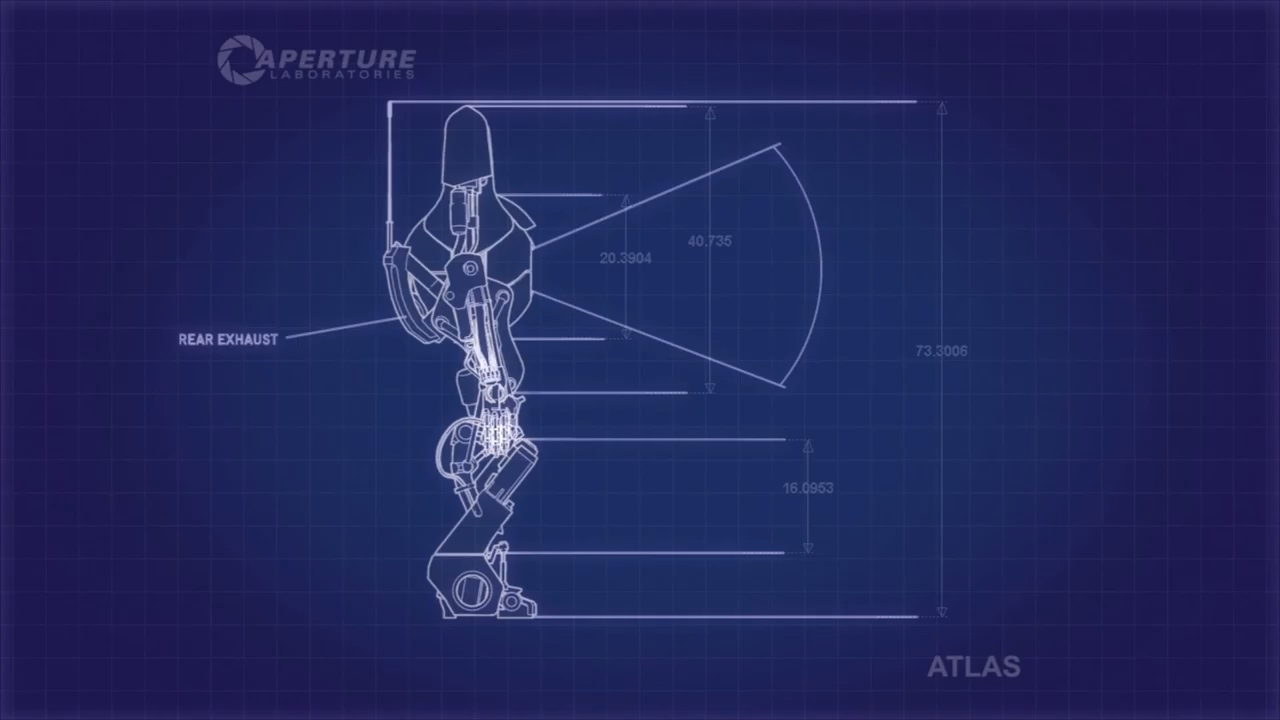 APERTURE
LABORATORIES
40.735
20.3904
REAR EXHAUST
73.3006
16.0953
ATLAS